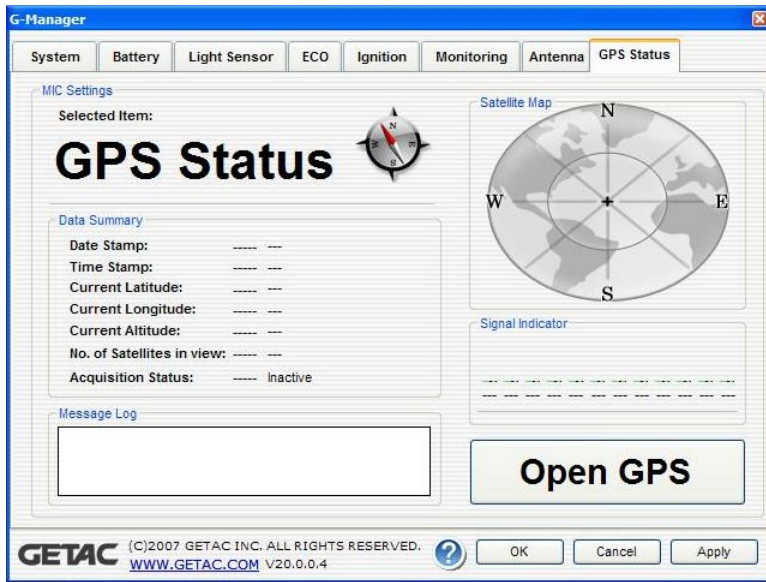 G-Manager
System Battery Light Sensor ECO Ignition Monitoring Antenna GPS Status
MIC Settings
Selected Item:
GPS Status
N
E
S
W
Data Summary
Date Stamp: ----- ---
Time Stamp: ----- ---
Current Latitude: ----- ---
Current Longitude: ----- ---
Current Altitude: ----- ---
No. of Satellites in view: ----- ---
Acquisition Status: ----- Inactive
Message Log
Satellite Map
N
W
E
S
Signal Indicator
--- --- --- --- --- --- --- --- --- --- --- ---
--- --- --- --- --- --- --- --- --- --- --- ---
Open GPS
GETAC
(C)2007 GETAC INC. ALL RIGHTS RESERVED.
WWW.GETAC.COM V20.0.0.4
?
OK Cancel Apply